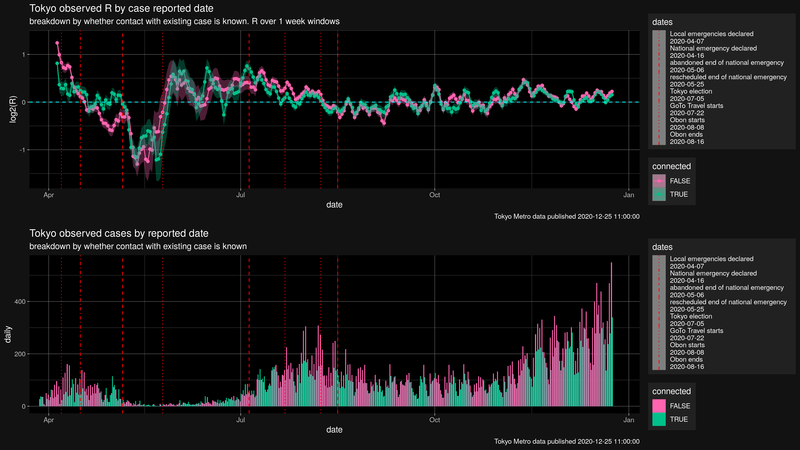 Tokyo observed R by case reported date
breakdown by whether contact with existing case is known. R over 1 week windows
log2(R)
1
0
-1
Apr
Jul
Oct
Jan
date
Tokyo Metro data published 2020-12-25 11:00:00
dates
Local emergencies declared
2020-04-07
National emergency declared
2020-04-16
abandoned end of national emergency
2020-05-06
rescheduled end of national emergency
2020-05-25
Tokyo election
2020-07-05
GoTo Travel starts
2020-07-22
Obon starts
2020-08-08
Obon ends
2020-08-16
connected
FALSE
TRUE
Tokyo observed cases by reported date
breakdown by whether contact with existing case is known
daily
400
200
0
Apr
Jul
Oct
Jan
date
Tokyo Metro data published 2020-12-25 11:00:00
dates
Local emergencies declared
2020-04-07
National emergency declared
2020-04-16
abandoned end of national emergency
2020-05-06
rescheduled end of national emergency
2020-05-25
Tokyo election
2020-07-05
GoTo Travel starts
2020-07-22
Obon starts
2020-08-08
Obon ends
2020-08-16
connected
FALSE
TRUE